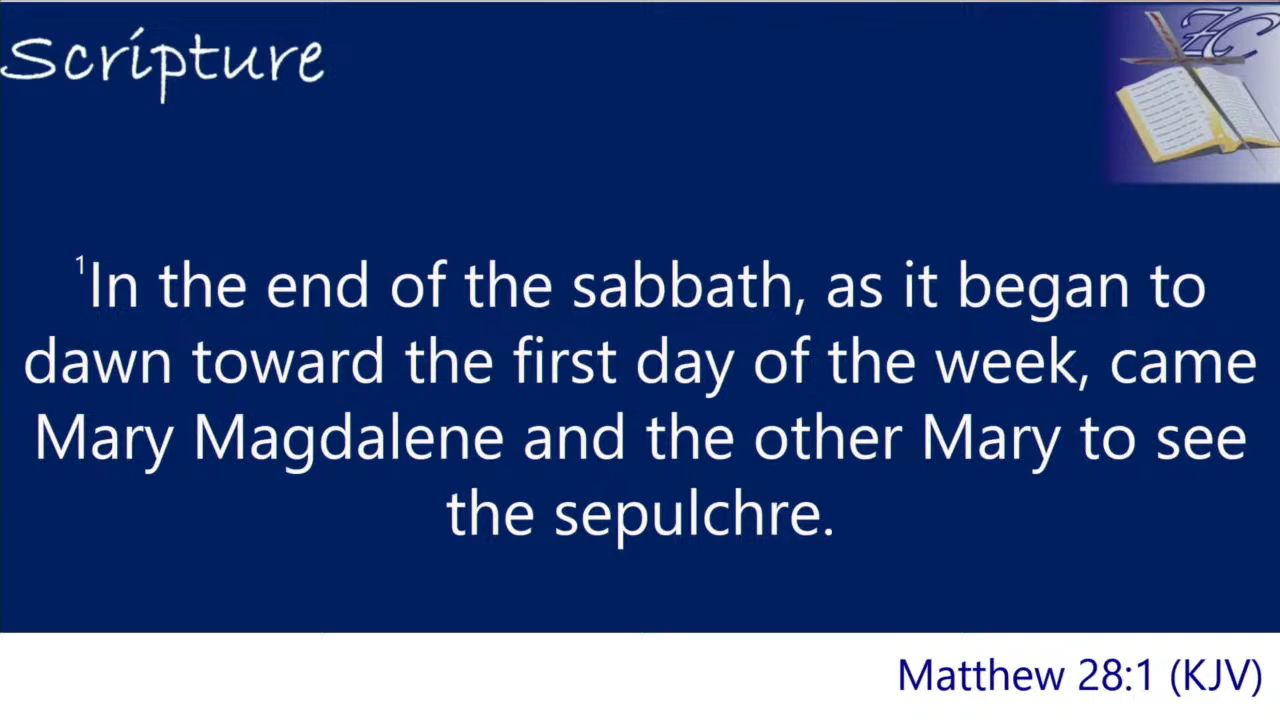 Scripture
ZC
¹In the end of the sabbath, as it began to
dawn toward the first day of the week, came
Mary Magdalene and the other Mary to see
the sepulchre.
Matthew 28:1 (KJV)